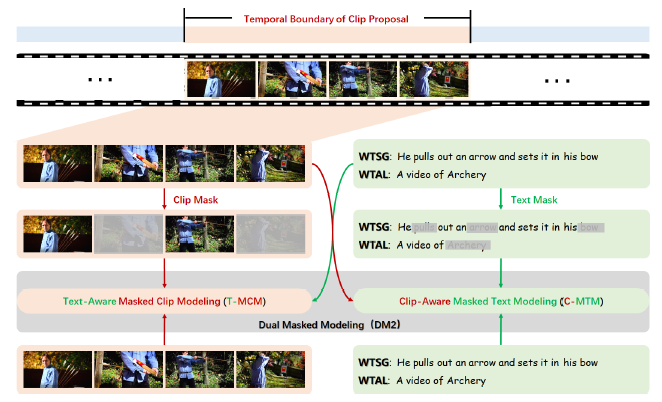 Temporal Boundary of Clip Proposal
... ...
WTSG: He pulls out an arrow and sets it in his bow
WTAL: A video of Archery
Clip Mask
Text Mask
WTSG: He pulls out an arrow and sets it in his bow
WTAL: A video of Archery
Text-Aware Masked Clip Modeling (T-MCM)
Clip-Aware Masked Text Modeling (C-MTM)
Dual Masked Modeling (DM2)
WTSG: He pulls out an arrow and sets it in his bow
WTAL: A video of Archery